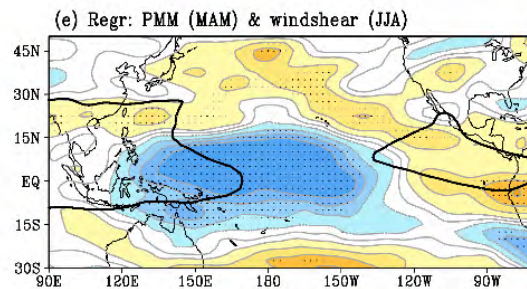 (e) Regr: PMM (MAM) & windshear (JJA)
45N
30N
15N
EQ
15S
30S
90E 120E 150E 180 150W 120W 90W